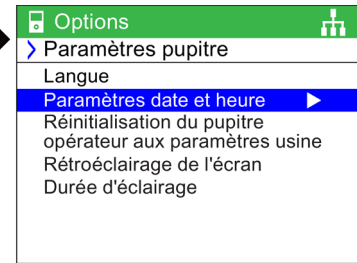 Options
Paramètres pupitre
Langue
Paramètres date et heure
Réinitialisation du pupitre
opérateur aux paramètres usine
Rétroéclairage de l'écran
Durée d'éclairage